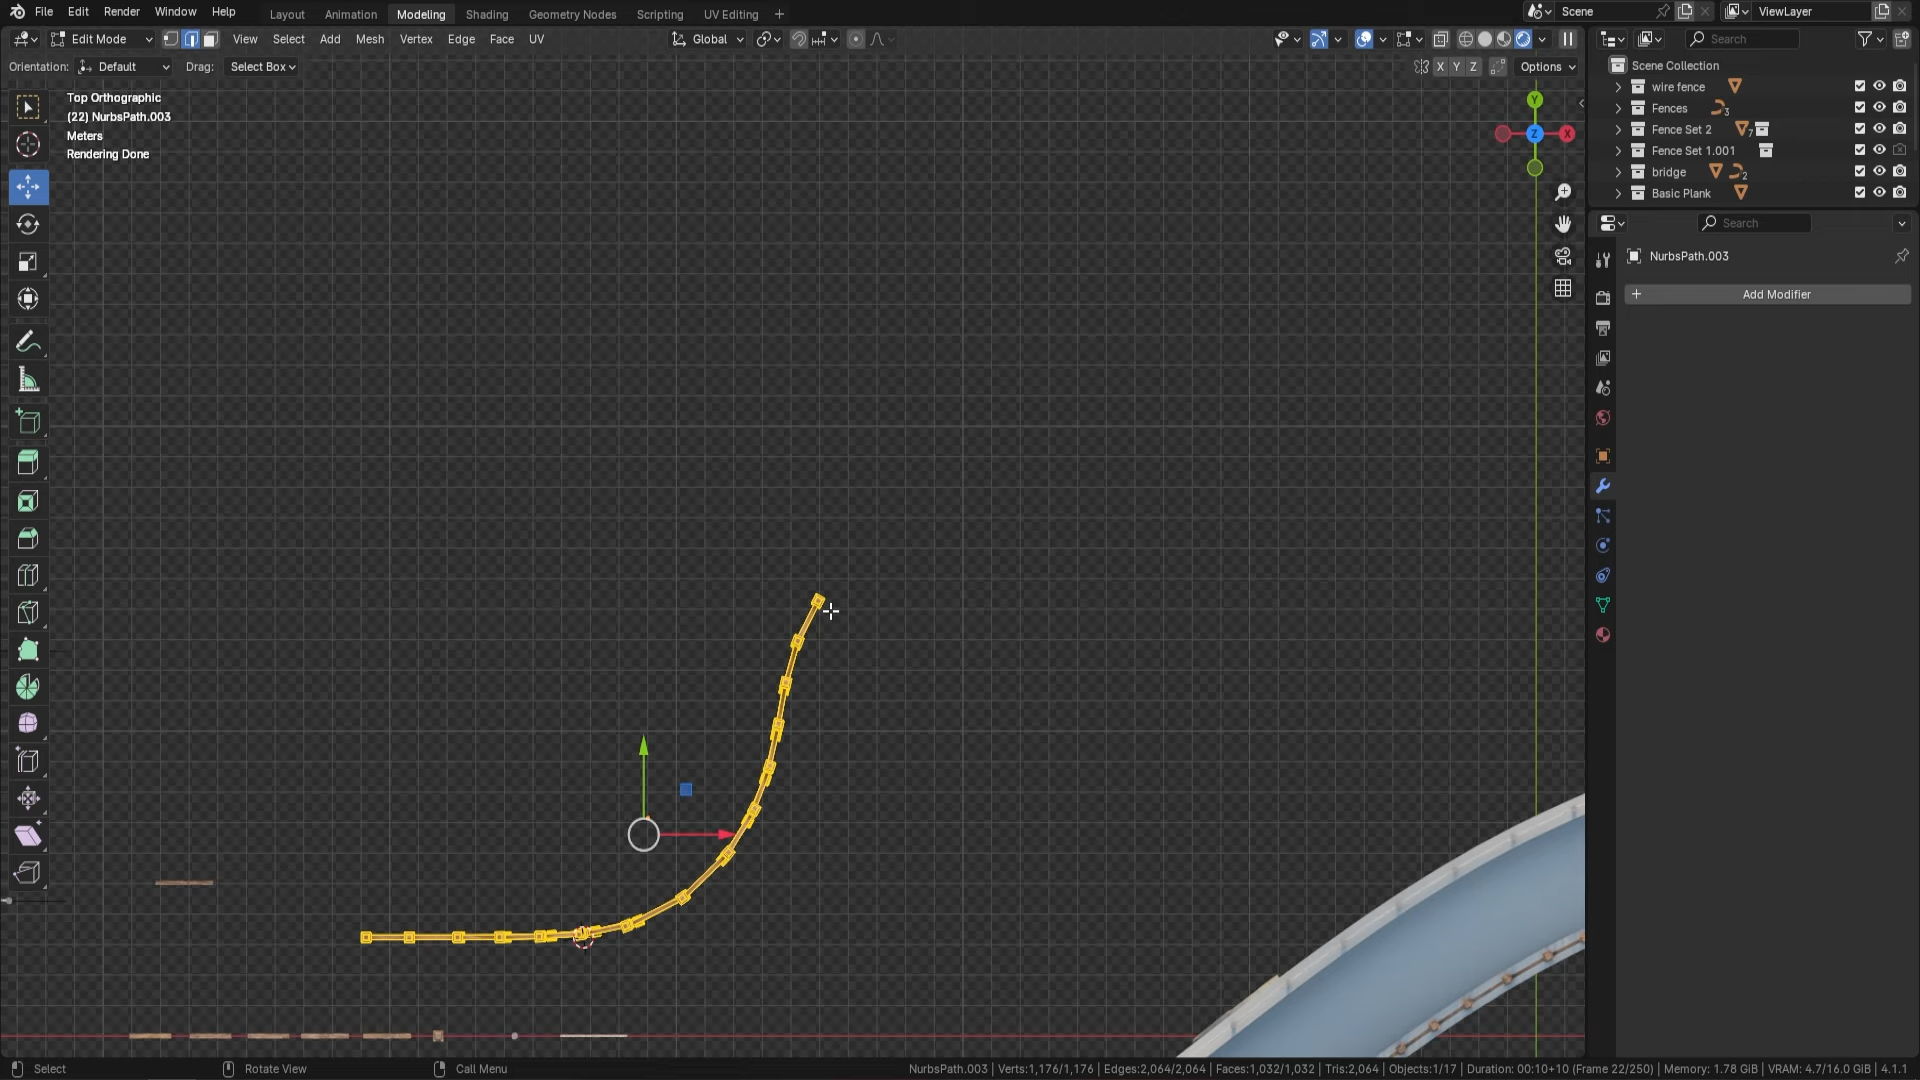 File Edit Render Window Help
Layout Animation Modeling Shading Geometry Nodes Scripting UV Editing +
Scene
ViewLayer
Edit Mode
View Select Add Mesh Vertex Edge Face UV
Global
Search
Orientation: Default Drag: Select Box
X Y Z Options
Top Orthographic
(22) NurbsPath.003
Meters
Rendering Done
Y
Z
X
Scene Collection
wire fence
Fences 3
Fence Set 2 7
Fence Set 1.001
bridge 2
Basic Plank
Search
NurbsPath.003
+ Add Modifier
Select Rotate View Call Menu
NurbsPath.003 | Verts:1,176/1,176 | Edges:2,064/2,064 | Faces:1,032/1,032 | Tris:2,064 | Objects:1/17 | Duration: 00:10+10 (Frame 22/250) | Memory: 1.78 GiB | VRAM: 4.7/16.0 GiB | 4.1.1